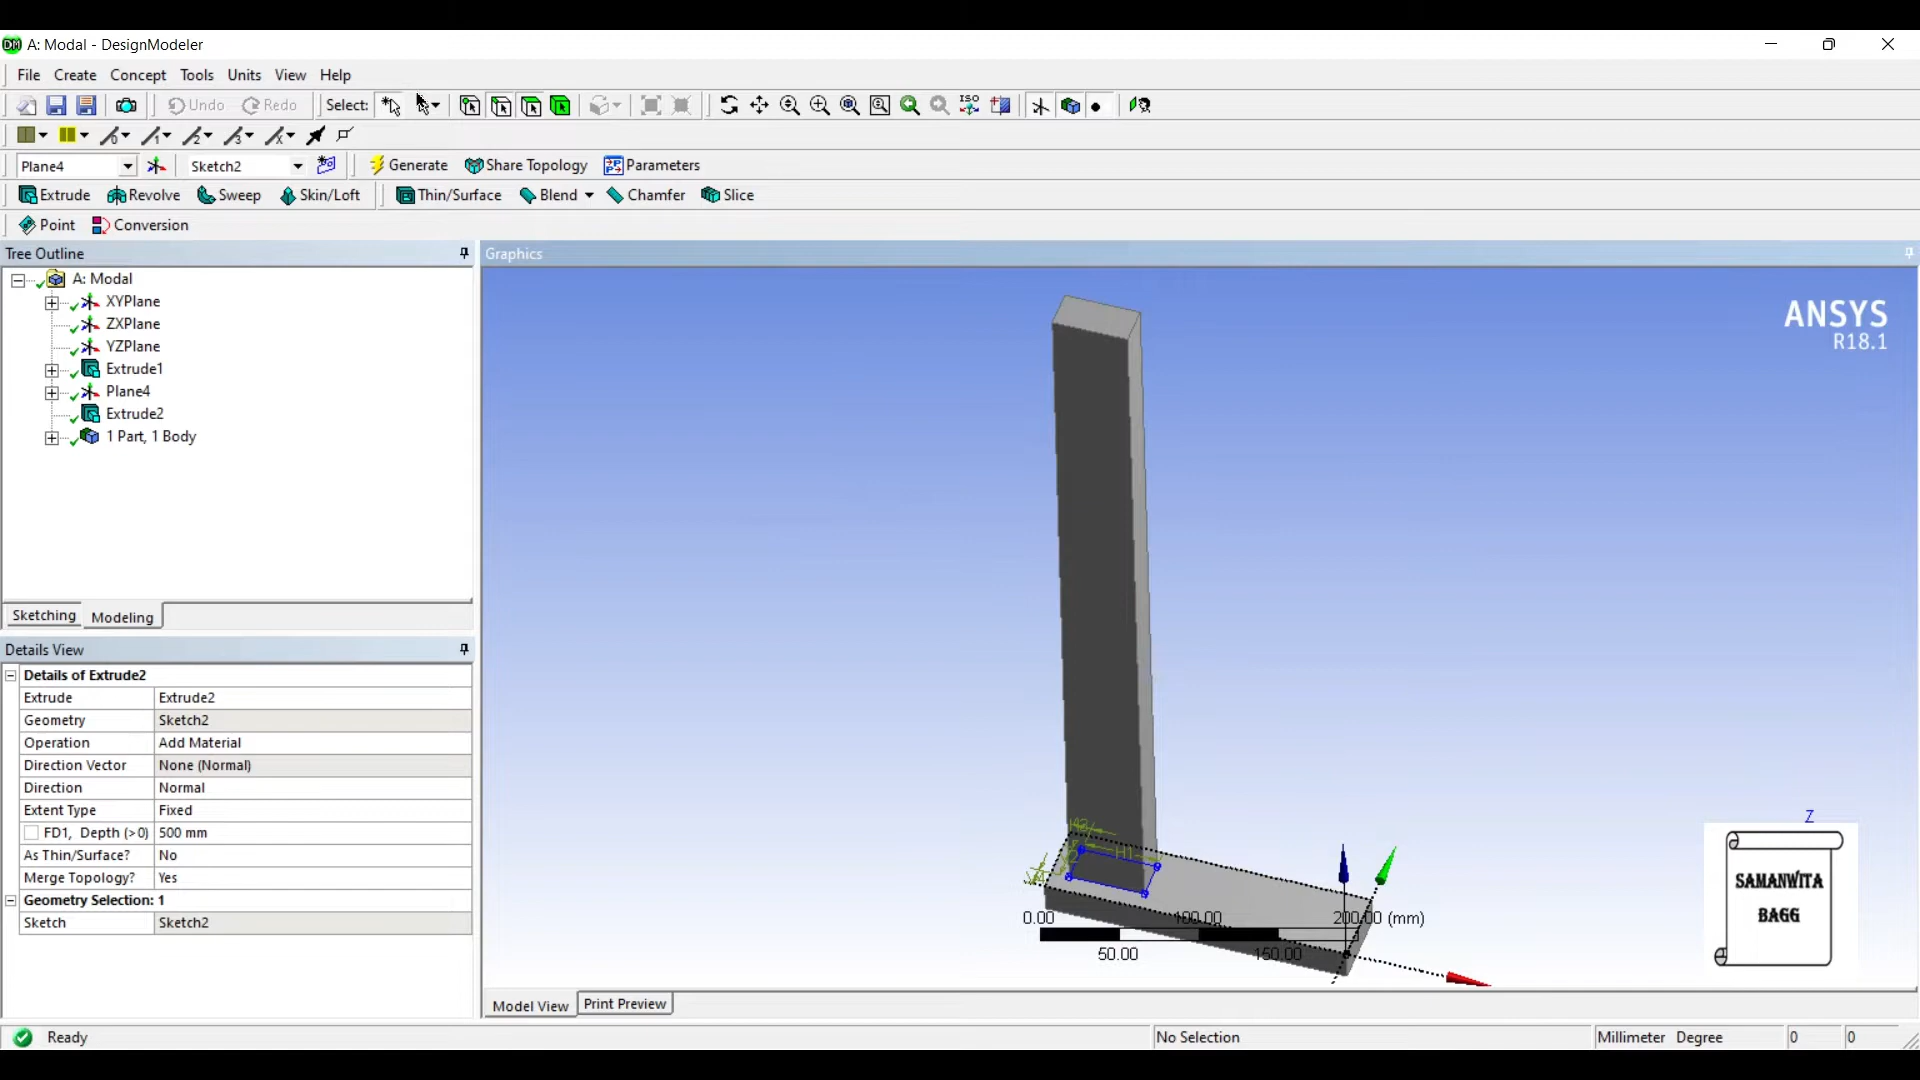 DM A: Modal - DesignModeler
File Create Concept Tools Units View Help
Undo Redo Select: ISO
Plane4 Sketch2 Generate Share Topology Parameters
Extrude Revolve Sweep Skin/Loft Thin/Surface Blend Chamfer Slice
Point Conversion
Tree Outline
A: Modal
XYPlane
ZXPlane
YZPlane
Extrude1
Plane4
Extrude2
1 Part, 1 Body
Sketching Modeling
Details View
Details of Extrude2
Extrude Extrude2
Geometry Sketch2
Operation Add Material
Direction Vector None (Normal)
Direction Normal
Extent Type Fixed
FD1, Depth (>0) 500 mm
As Thin/Surface? No
Merge Topology? Yes
Geometry Selection: 1
Sketch Sketch2
Graphics
ANSYS
R18.1
H1
0.00 100.00 200.00 (mm)
50.00 150.00
Z
SAMANWITA
BAGG
Model View Print Preview
Ready No Selection Millimeter Degree 0 0